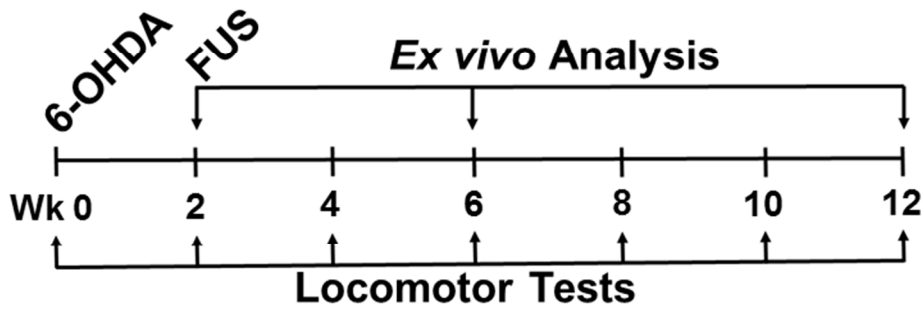 6-OHDA
FUS
Ex vivo Analysis
Wk 0 2 4 6 8 10 12
Locomotor Tests